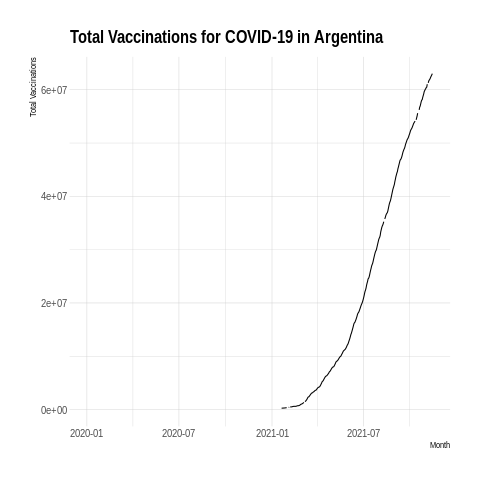 Total Vaccinations for COVID-19 in Argentina
Total Vaccinations
6e+07
4e+07
2e+07
0e+00
2020-01 2020-07 2021-01 2021-07
Month